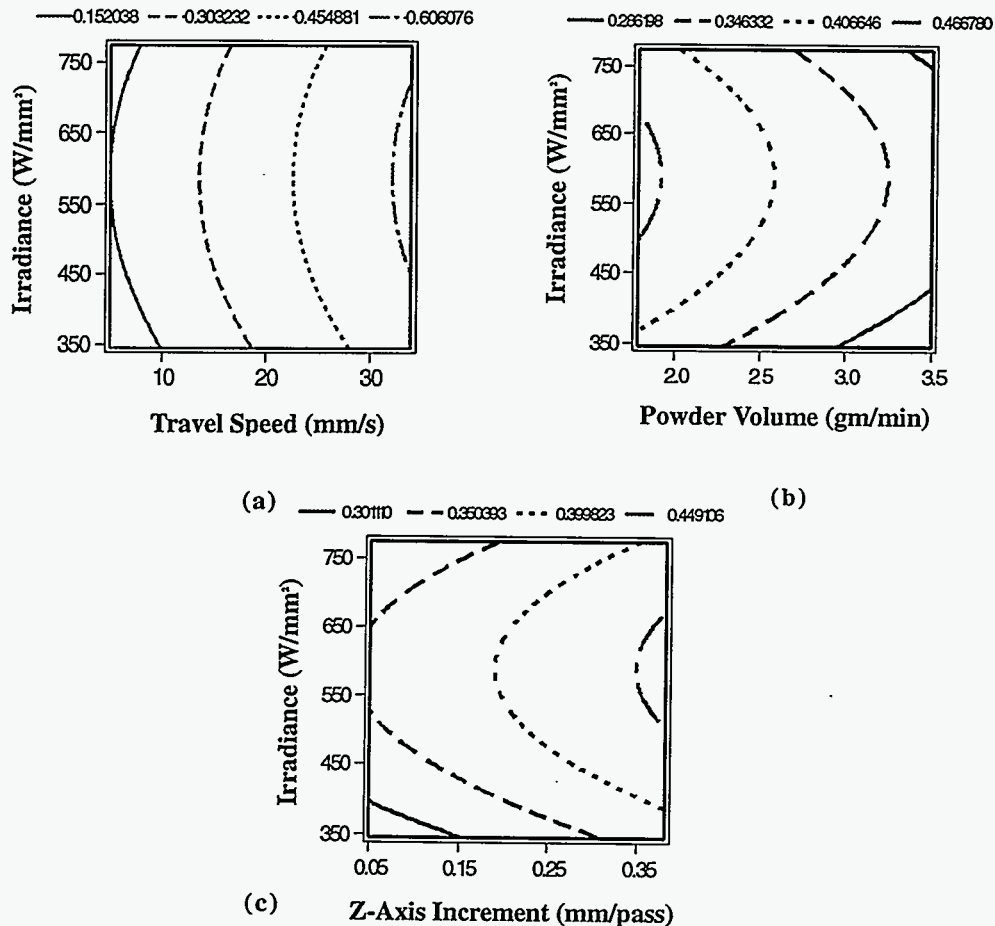 0.152038 0.303232 0.454881 0.606076
750
650
550
450
350
10 20 30
Irradiance (W/mm²)
Travel Speed (mm/s)
(a)
0.286198 0.346332 0.406646 0.466780
750
650
550
450
350
2.0 2.5 3.0 3.5
Irradiance (W/mm²)
Powder Volume (gm/min)
(b)
0.301110 0.350393 0.399823 0.449106
750
650
550
450
350
0.05 0.15 0.25 0.35
Irradiance (W/mm²)
(c)
Z-Axis Increment (mm/pass)